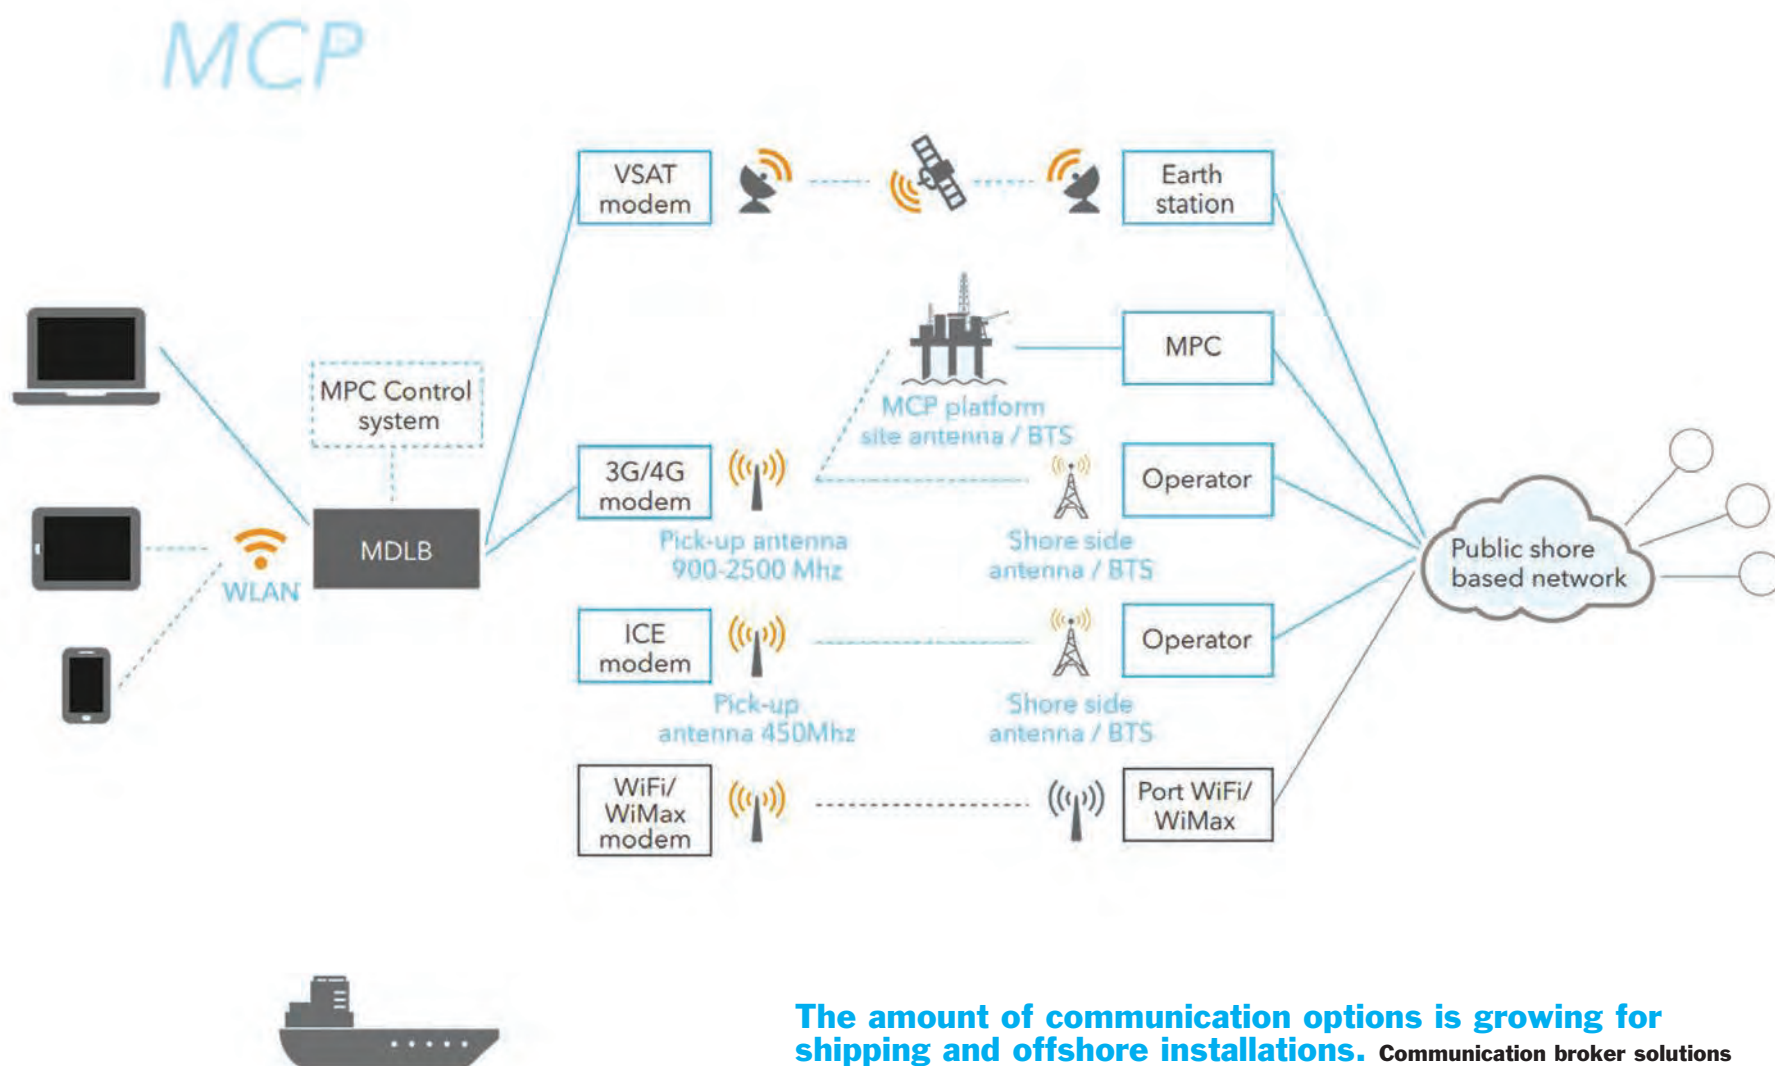 MCP
VSAT
modem
Earth
station
MPC
MPC Control
system
MCP platform
site antenna / BTS
3G/4G
modem
Operator
MDLB
WLAN
Pick-up antenna
900-2500 Mhz
Shore side
antenna / BTS
Public shore
based network
ICE
modem
Operator
Pick-up
antenna 450Mhz
Shore side
antenna / BTS
WiFi/
WiMax
modem
Port WiFi/
WiMax
The amount of communication options is growing for
shipping and offshore installations. Communication broker solutions